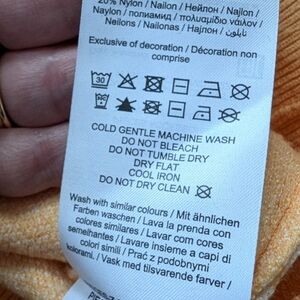 20% Nylon / Nailon / Нейлон / Najlon /
Naylon / полиамид / πολυαμίδιο νάιλον /
Neilons / Nailonas / Најлон / نايلون
Exclusive of decoration / Décoration non
comprise.
30
COLD GENTLE MACHINE WASH
DO NOT BLEACH
DO NOT TUMBLE DRY
DRY FLAT
COOL IRON
DO NOT DRY CLEAN
Wash with similar colours / Mit ähnlichen
Farben waschen / Lava la prenda con
colores similares / Lavar com cores
semelhantes / Lavare insieme a capi di
colori simili / Prać z podobnymi
kolorami. / Vask med tilsvarende farver /